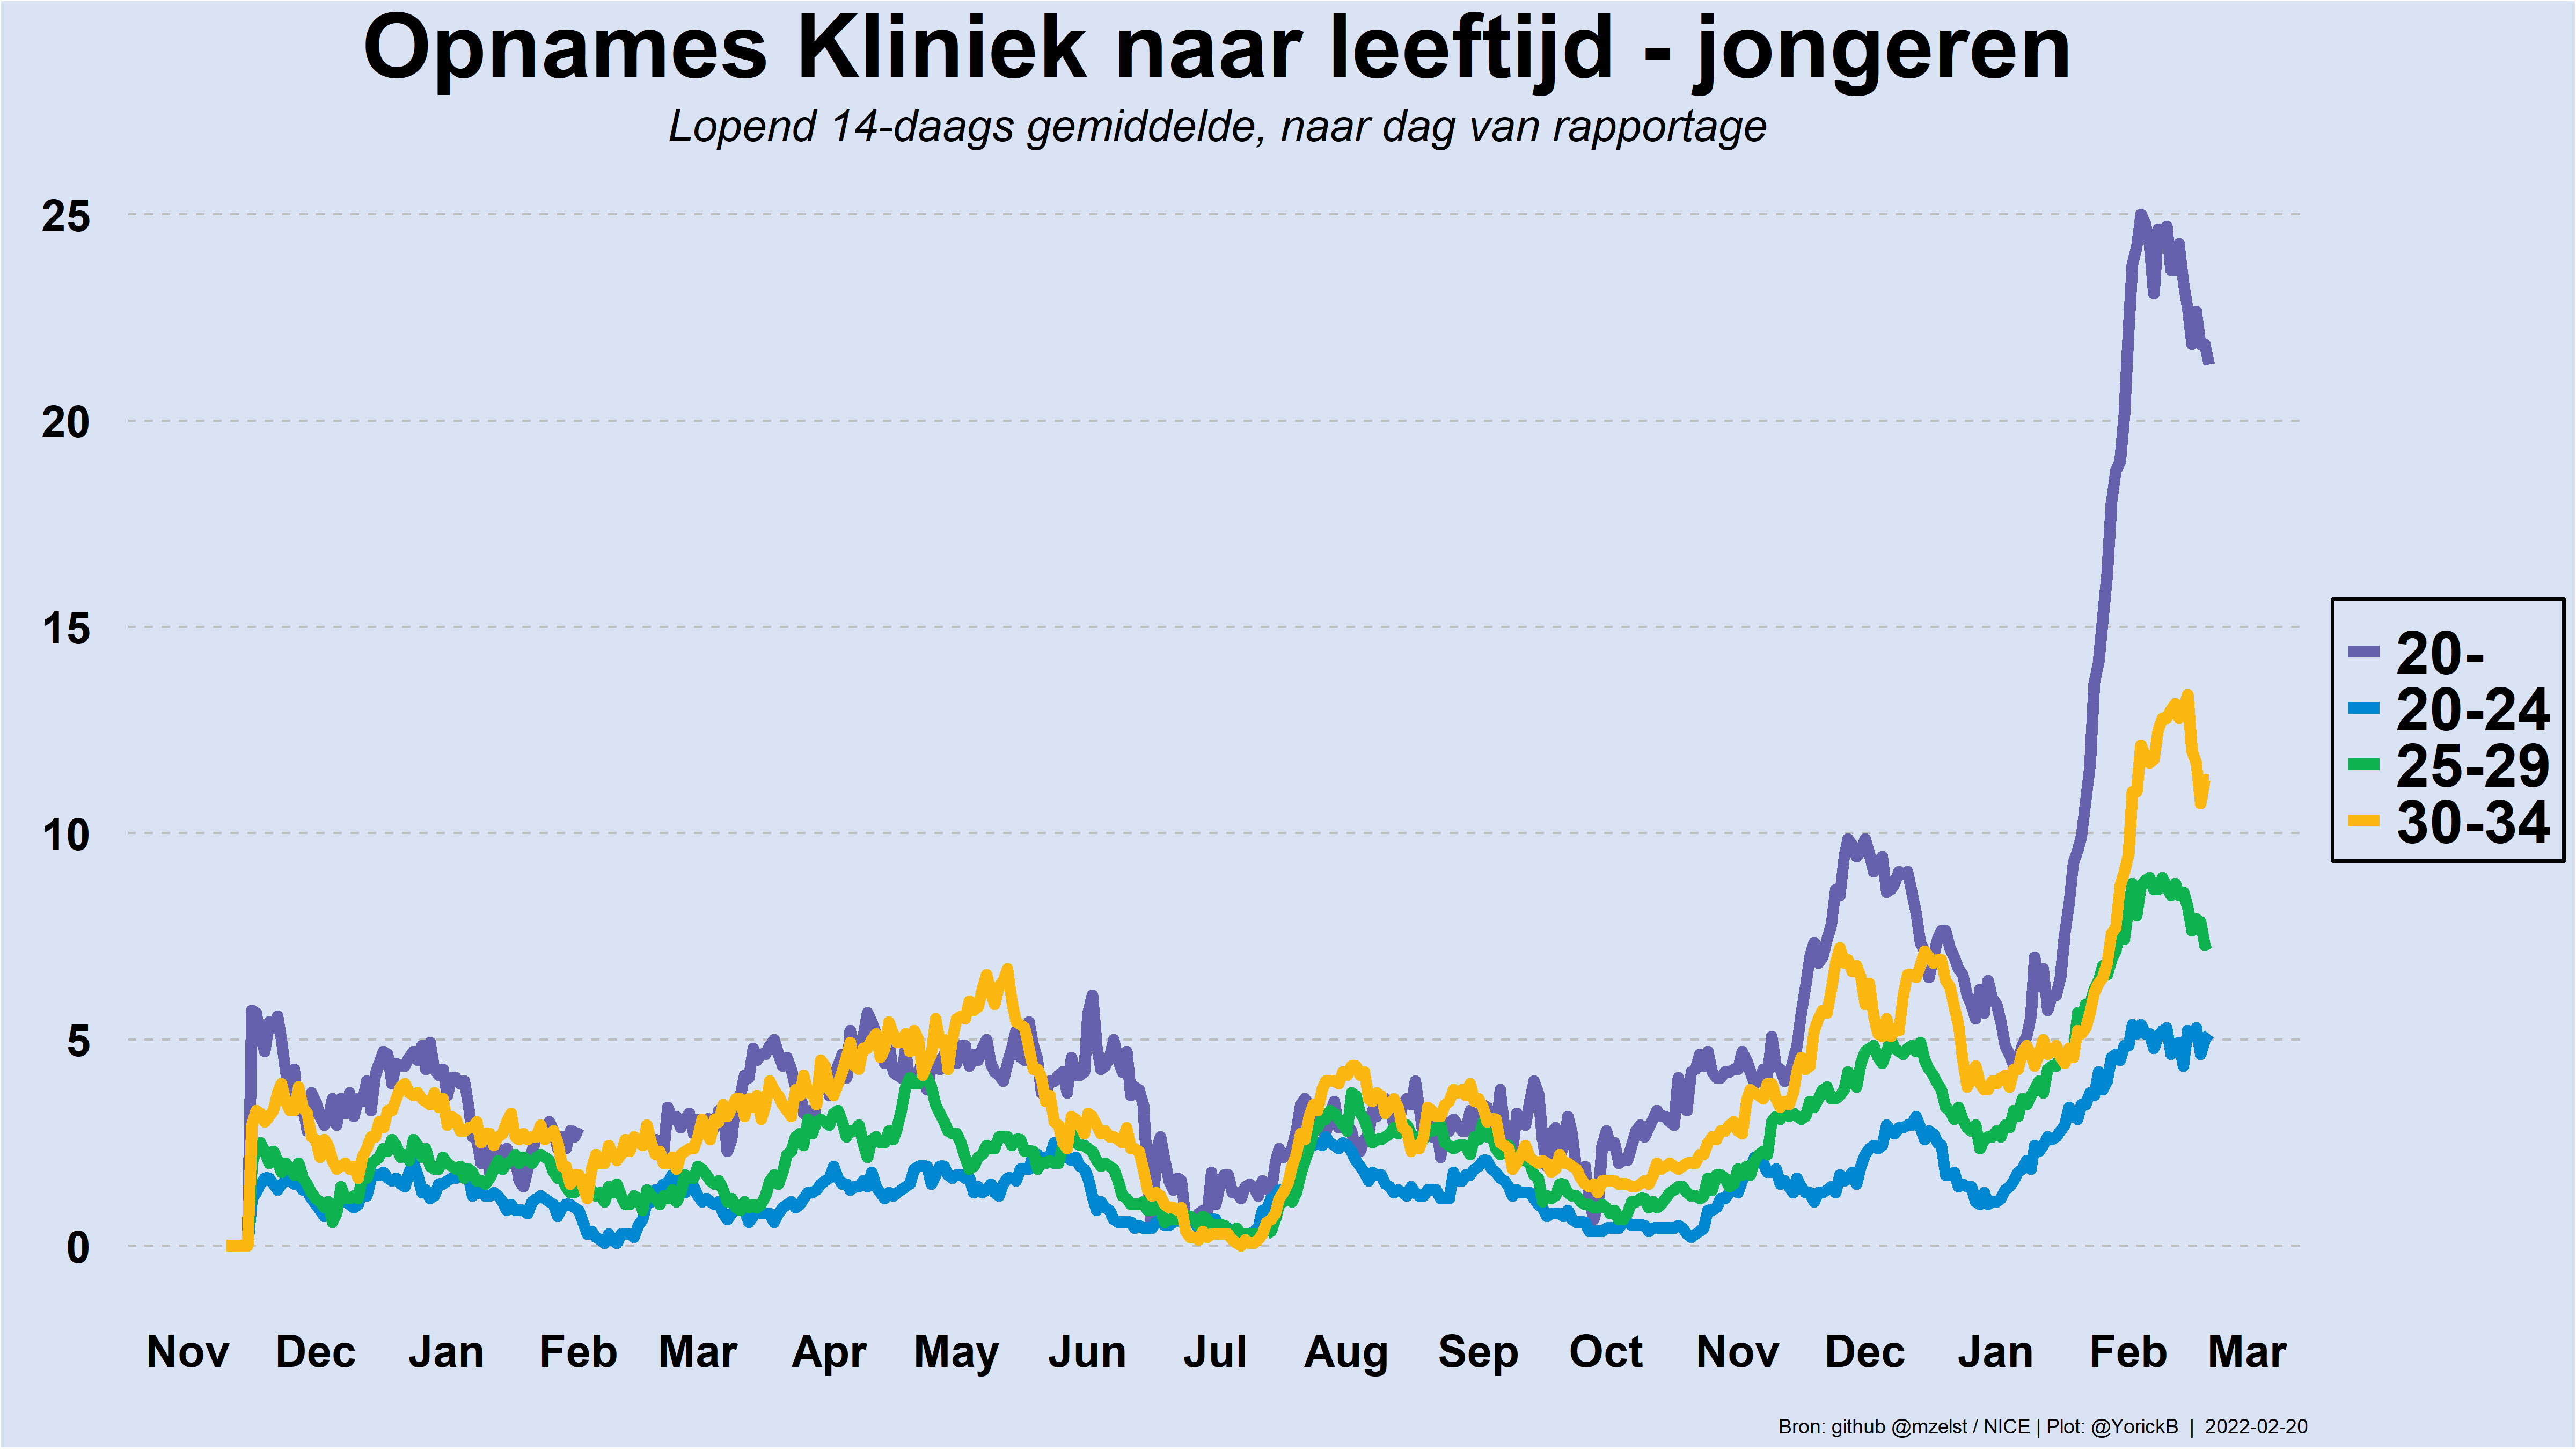 Opnames Kliniek naar leeftijd - jongeren
Lopend 14-daags gemiddelde, naar dag van rapportage
25
20
15
10
5
0
20-
20-24
25-29
30-34
Nov Dec Jan Feb Mar Apr May Jun Jul Aug Sep Oct Nov Dec Jan Feb Mar
Bron: github @mzelst / NICE | Plot: @YorickB | 2022-02-20